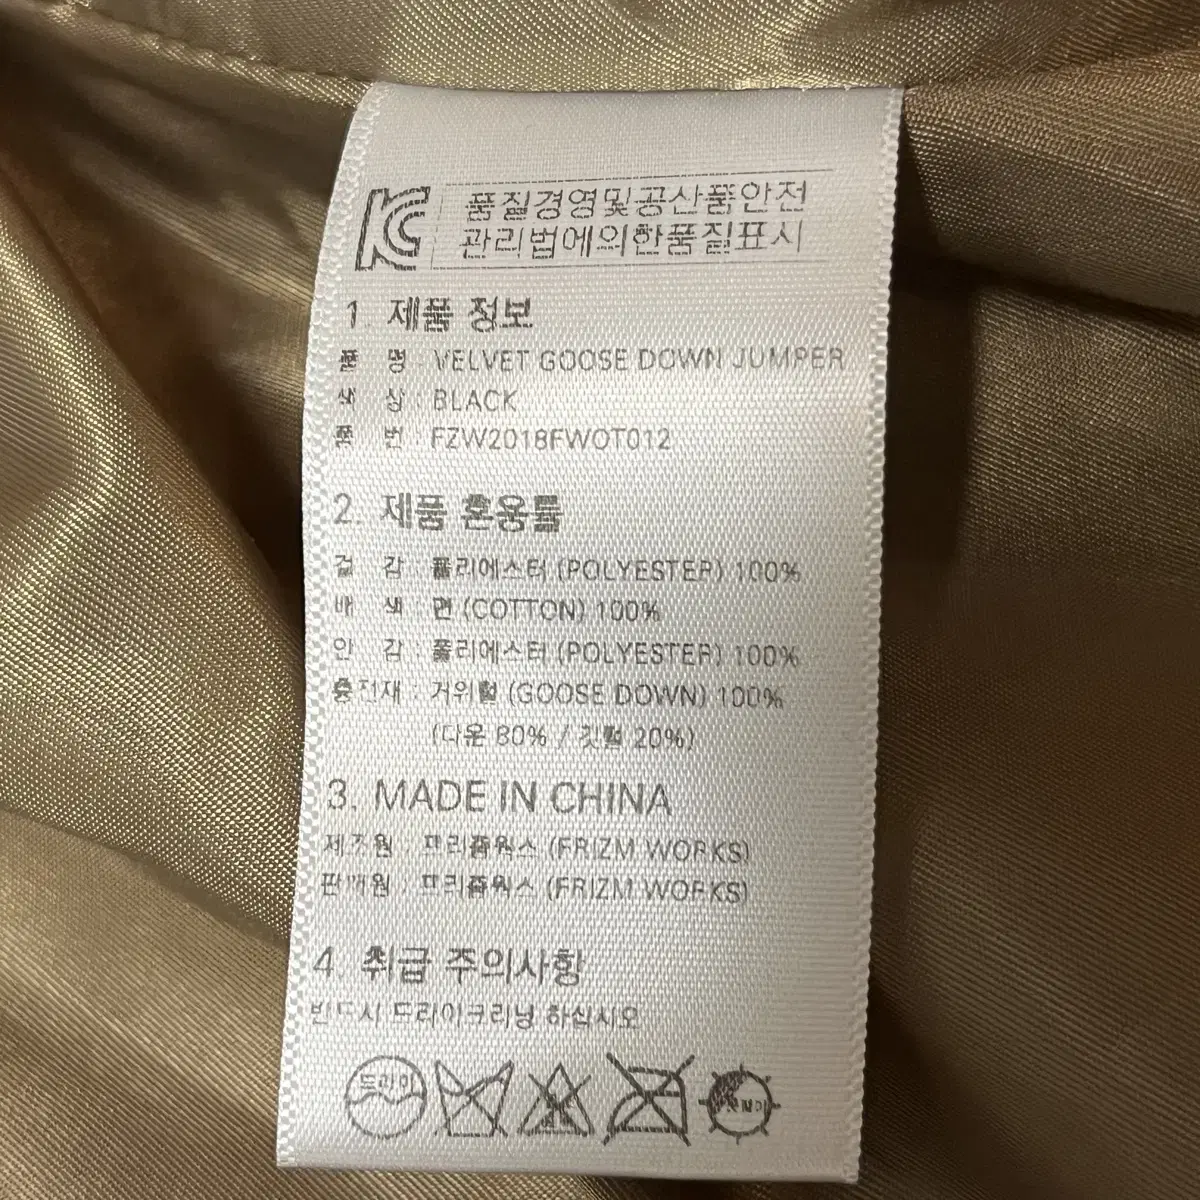 KC 품질경영및공산품안전
관리법에의한품질표시
1. 제품 정보
품 명 : VELVET GOOSE DOWN JUMPER
색 상 : BLACK
품 번 : FZW2018FWOT012
2. 제품 혼용률
겉 감 : 폴리에스터 (POLYESTER) 100%
배 색 : 면 (COTTON) 100%
안 감 : 폴리에스터 (POLYESTER) 100%
충전재 : 거위털 (GOOSE DOWN) 100%
(다운 80% / 깃털 20%)
3. MADE IN CHINA
제조원 : 프리즘웍스 (FRIZM WORKS)
판매원 : 프리즘웍스 (FRIZM WORKS)
4. 취급 주의사항
반드시 드라이크리닝 하십시오
드라이